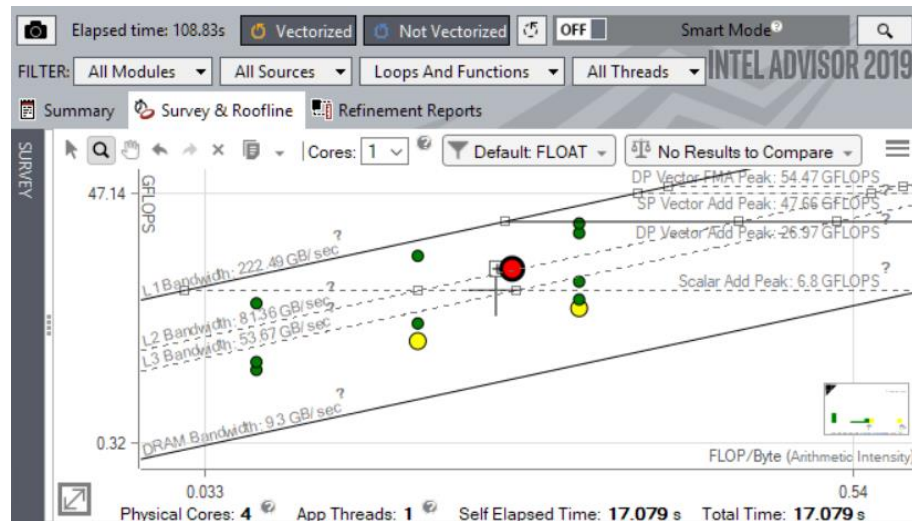 Elapsed time: 108.83s Vectorized Not Vectorized OFF Smart Mode
FILTER: All Modules All Sources Loops And Functions All Threads INTEL ADVISOR 2019
Summary Survey & Roofline Refinement Reports
SURVEY
Cores: 1 Default: FLOAT No Results to Compare
GFLOPS
47.14
DP Vector FMA Peak: 54.47 GFLOPS
SP Vector Add Peak: 47.66 GFLOPS
DP Vector Add Peak: 26.97 GFLOPS
Scalar Add Peak: 6.8 GFLOPS
L1 Bandwidth: 222.49 GB/sec
L2 Bandwidth: 81.36 GB/sec
L3 Bandwidth: 53.67 GB/sec
DRAM Bandwidth: 9.3 GB/sec
0.32
FLOP/Byte (Arithmetic Intensity)
0.033 0.54
Physical Cores: 4 App Threads: 1 Self Elapsed Time: 17.079 s Total Time: 17.079 s